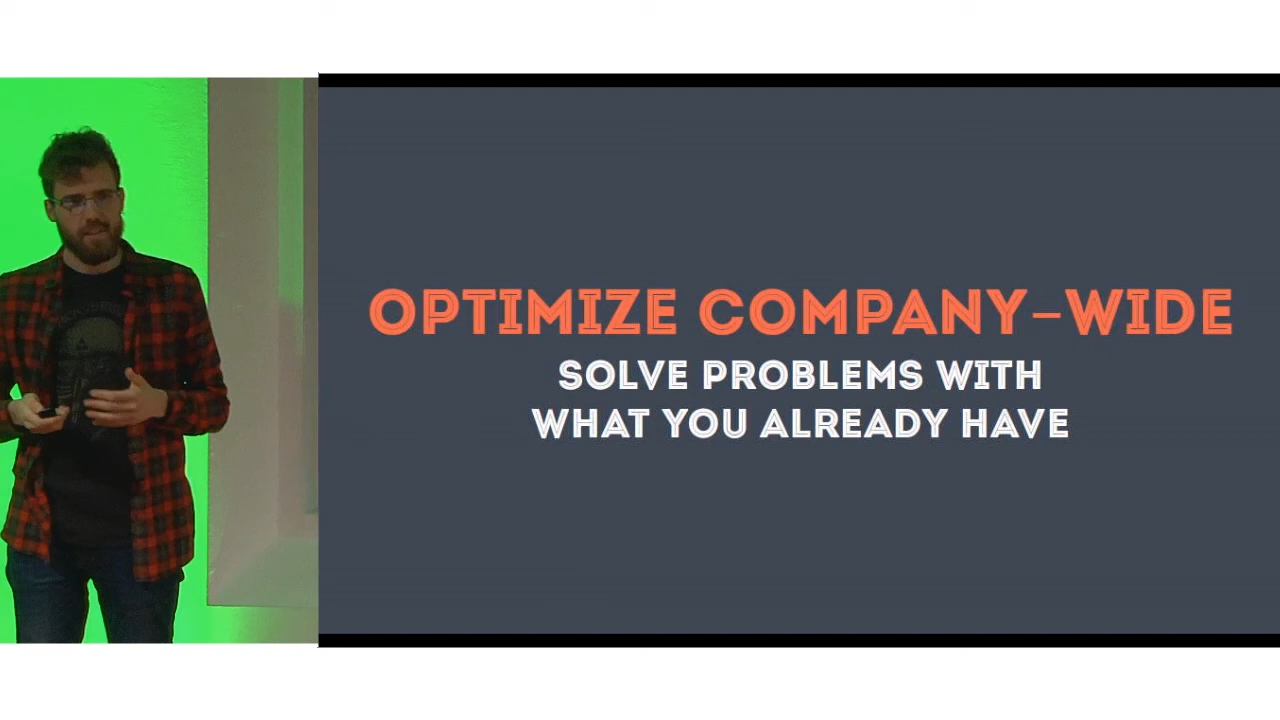 OPTIMIZE COMPANY-WIDE
SOLVE PROBLEMS WITH
WHAT YOU ALREADY HAVE